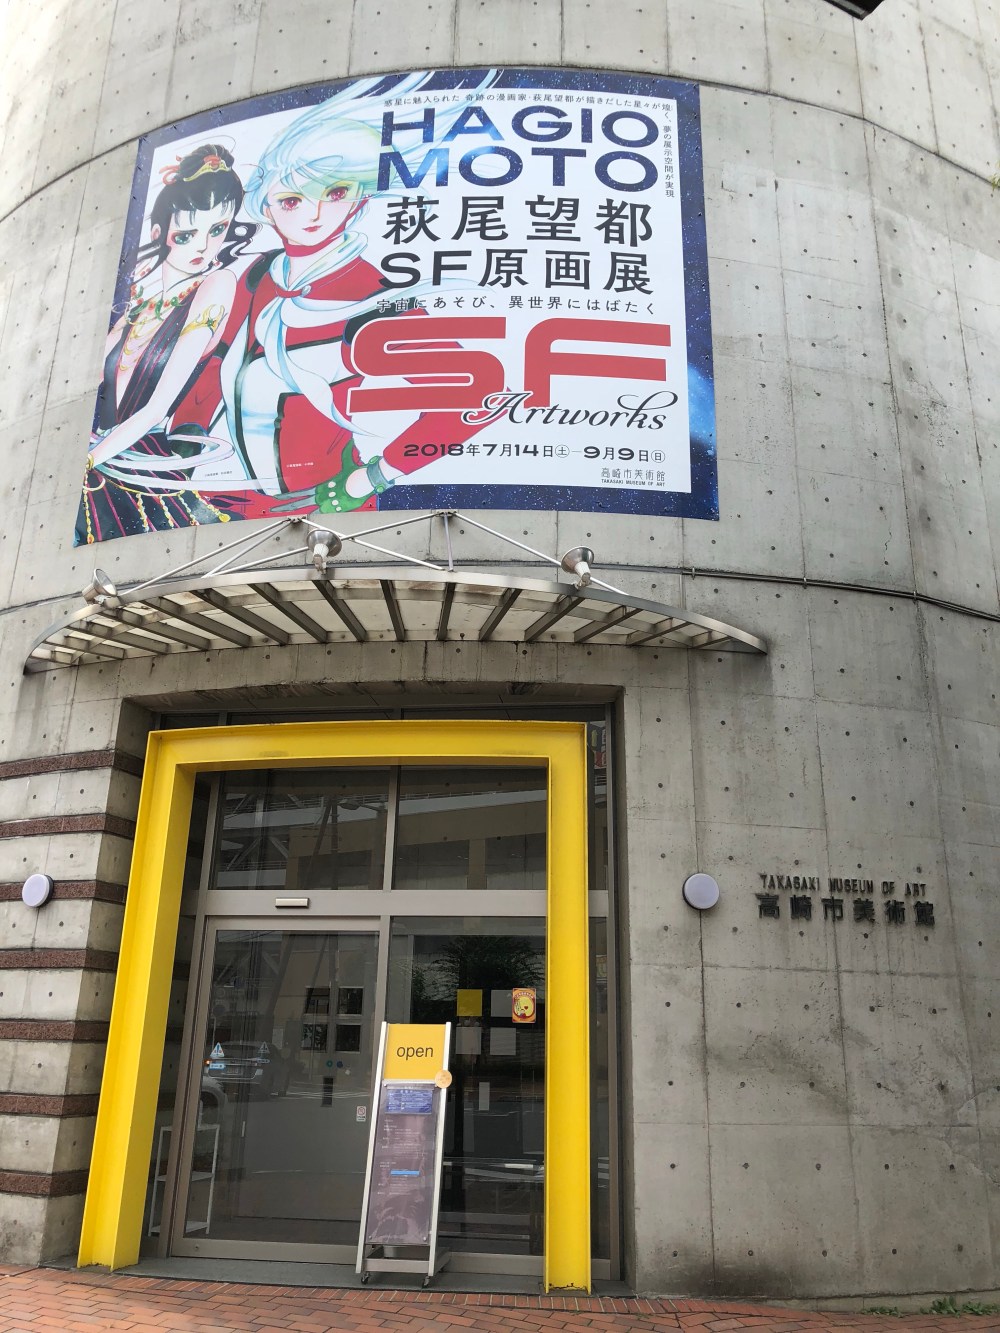 惑星に魅入られた 奇跡の漫画家・萩尾望都が描きだした星々が煌く、夢の展示空間が実現
HAGIO
MOTO
萩尾望都
SF原画展
宇宙にあそび、異世界にはばたく
SF
Artworks
2018年7月14日㊏—9月9日㊐
高崎市美術館
TAKASAKI MUSEUM OF ART
TAKASAKI MUSEUM OF ART
高崎市美術館
open